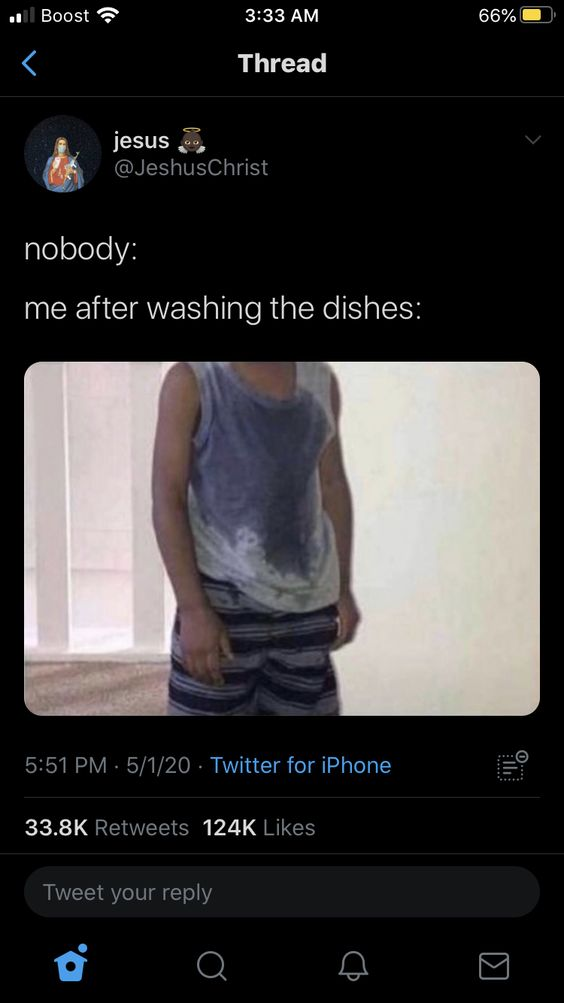 Boost 3:33 AM 66%
Thread
jesus
@JeshusChrist
nobody:
me after washing the dishes:
5:51 PM · 5/1/20 · Twitter for iPhone
33.8K Retweets 124K Likes
Tweet your reply